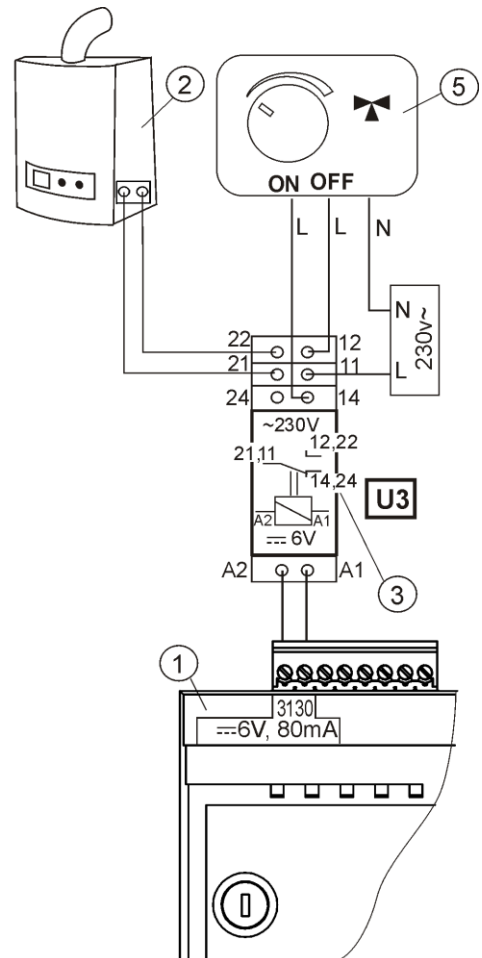 2
5
ON OFF
L L N
N
L
230v~
22 12
21 11
24 14
~230V
12,22
21,11
14,24
U3
A2 A1
⎓ 6V
A2 A1
3
1
3130
⎓6V, 80mA